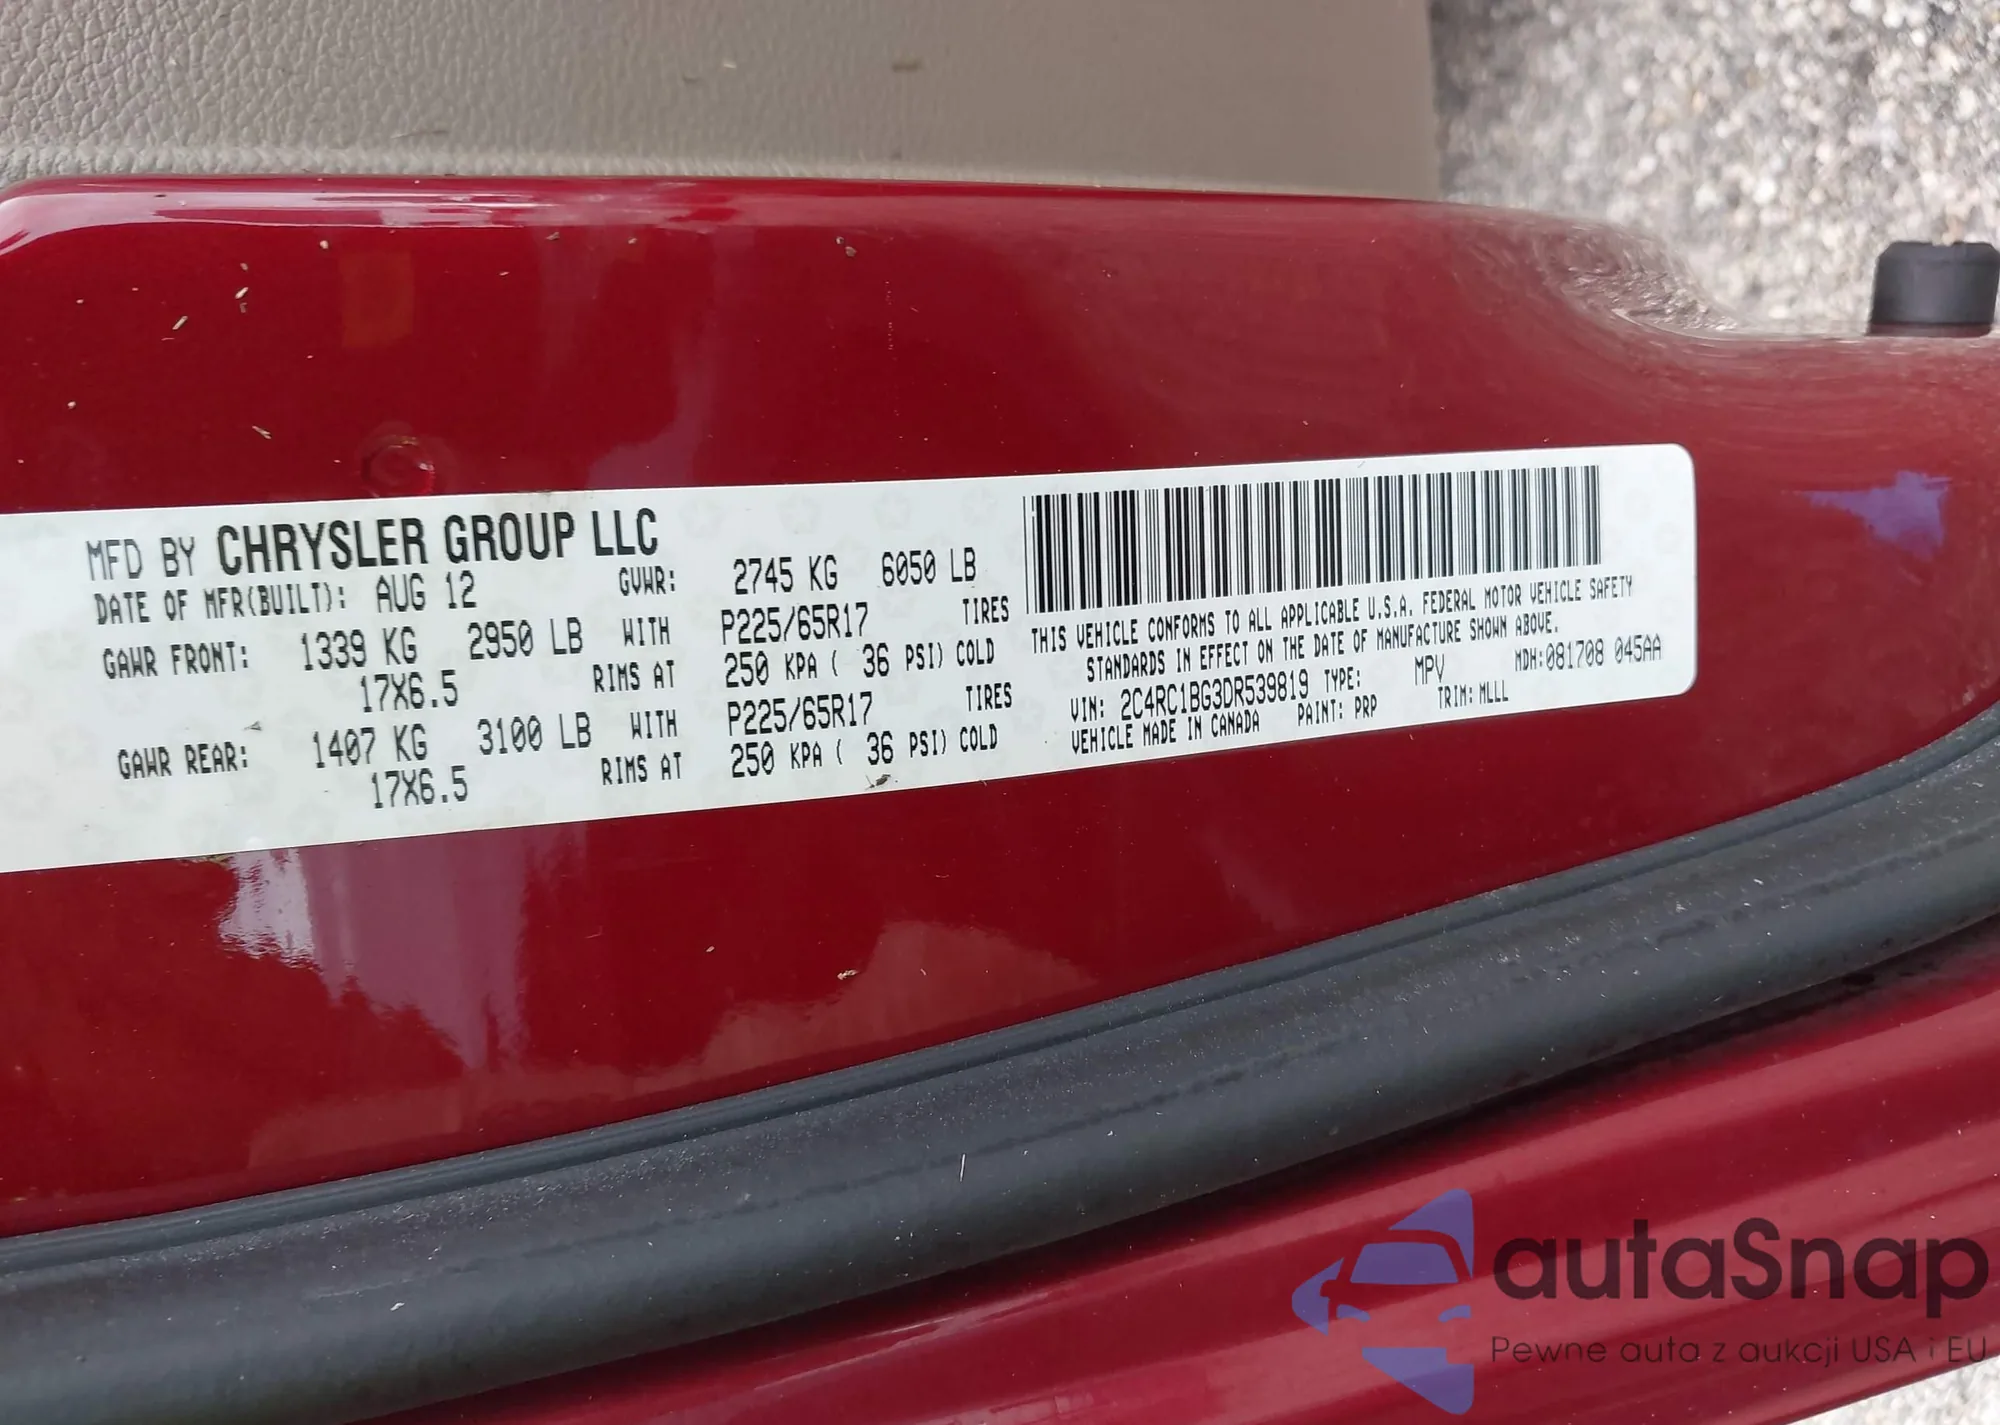 MFD BY CHRYSLER GROUP LLC
DATE OF MFR(BUILT): AUG 12 GVWR: 2745 KG 6050 LB
GAWR FRONT: 1339 KG 2950 LB WITH P225/65R17 TIRES
17X6.5 RIMS AT 250 KPA ( 36 PSI) COLD
GAWR REAR: 1407 KG 3100 LB WITH P225/65R17 TIRES
17X6.5 RIMS AT 250 KPA ( 36 PSI) COLD
THIS VEHICLE CONFORMS TO ALL APPLICABLE U.S.A. FEDERAL MOTOR VEHICLE SAFETY
STANDARDS IN EFFECT ON THE DATE OF MANUFACTURE SHOWN ABOVE.
MDH:081708 045AA
VIN: 2C4RC1BG3DR539819 TYPE: MPV
VEHICLE MADE IN CANADA PAINT: PRP TRIM: MLLL
autaSnap
Pewne auta z aukcji USA i EU